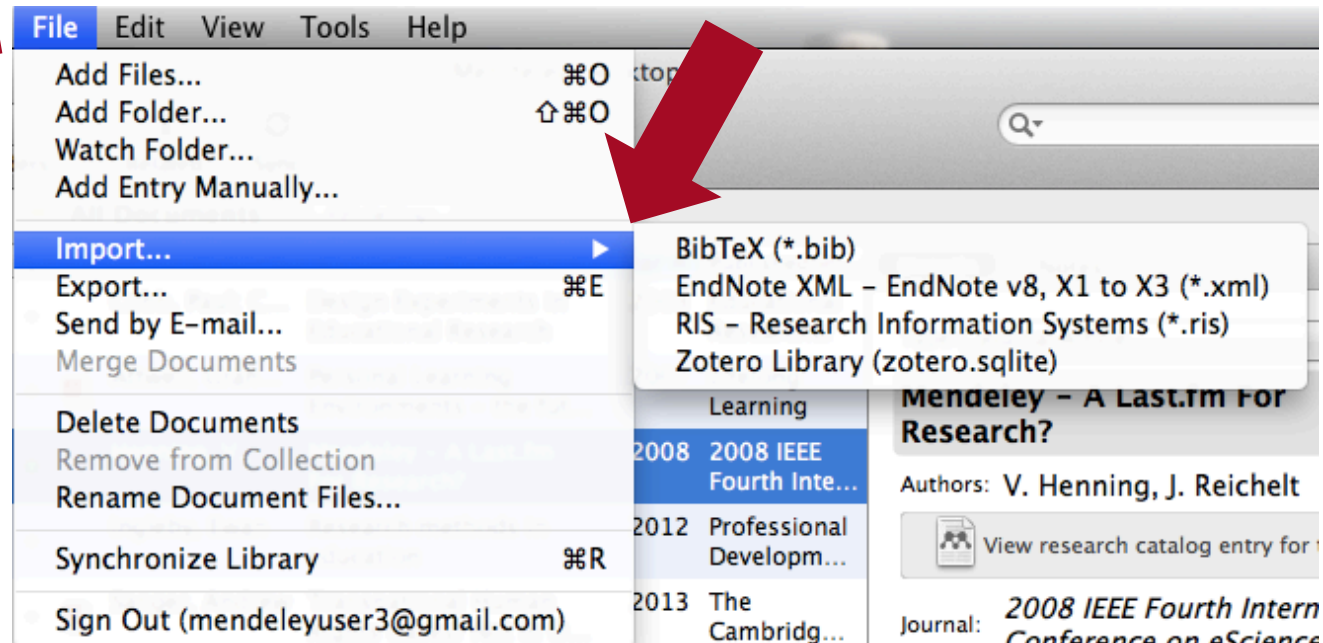 File Edit View Tools Help
Add Files... ⌘O
ktop
Add Folder... ⇧⌘O
Watch Folder...
Add Entry Manually...
Import...
Export... ⌘E
Send by E-mail...
Merge Documents
Delete Documents
Remove from Collection
Rename Document Files...
Synchronize Library ⌘R
Sign Out (mendeleyuser3@gmail.com)
BibTeX (*.bib)
EndNote XML – EndNote v8, X1 to X3 (*.xml)
RIS – Research Information Systems (*.ris)
Zotero Library (zotero.sqlite)
Learning
2008 2008 IEEE
Fourth Inte...
2012 Professional
Developm...
2013 The
Cambridg...
Mendeley – A Last.fm For
Research?
Authors: V. Henning, J. Reichelt
View research catalog entry for t
Journal: 2008 IEEE Fourth Intern
Conference on eScience